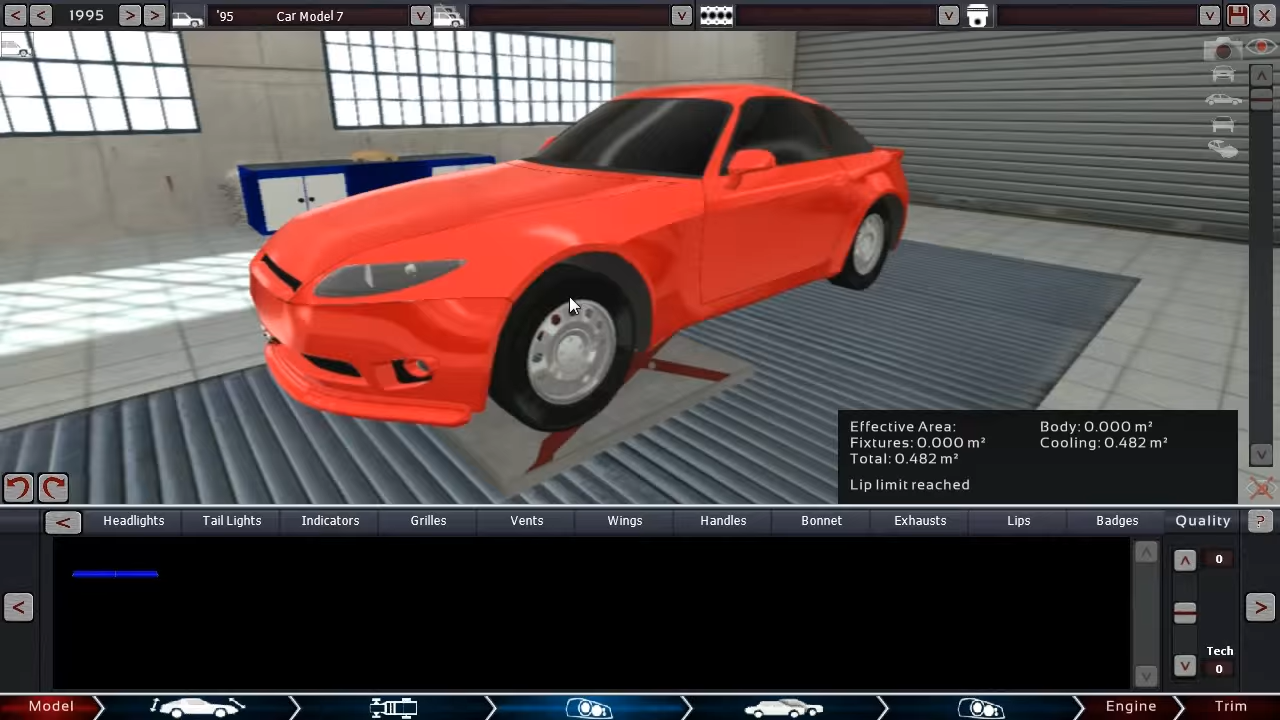 1995 '95 Car Model 7
Effective Area: Body: 0.000 m²
Fixtures: 0.000 m² Cooling: 0.482 m²
Total: 0.482 m²
Lip limit reached
Headlights Tail Lights Indicators Grilles Vents Wings Handles Bonnet Exhausts Lips Badges Quality ?
0
Tech
0
Model Engine Trim